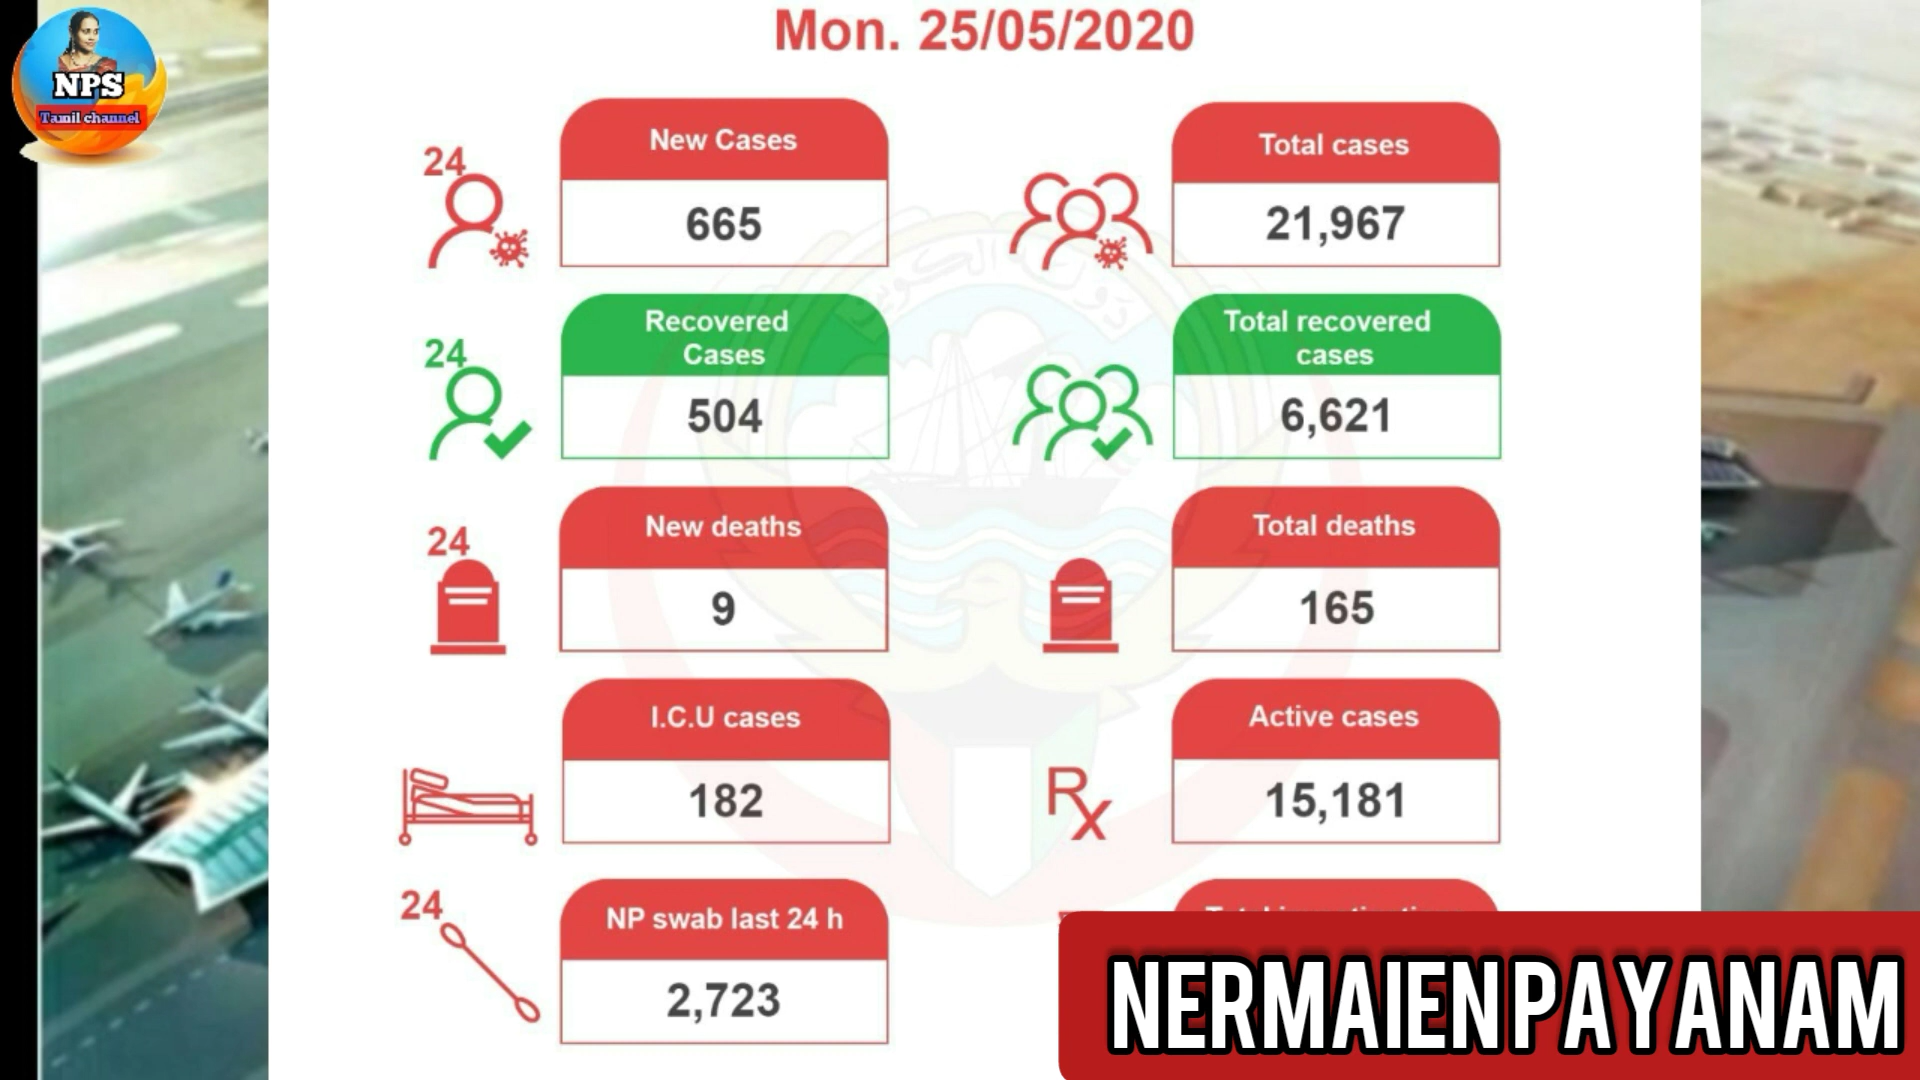 Mon. 25/05/2020
NPS
Tamil channel
24
New Cases
665
Total cases
21,967
24
Recovered
Cases
504
Total recovered
cases
6,621
24
New deaths
9
Total deaths
165
I.C.U cases
182
Rx
Active cases
15,181
24
NP swab last 24 h
2,723
NERMAIEN PAYANAM